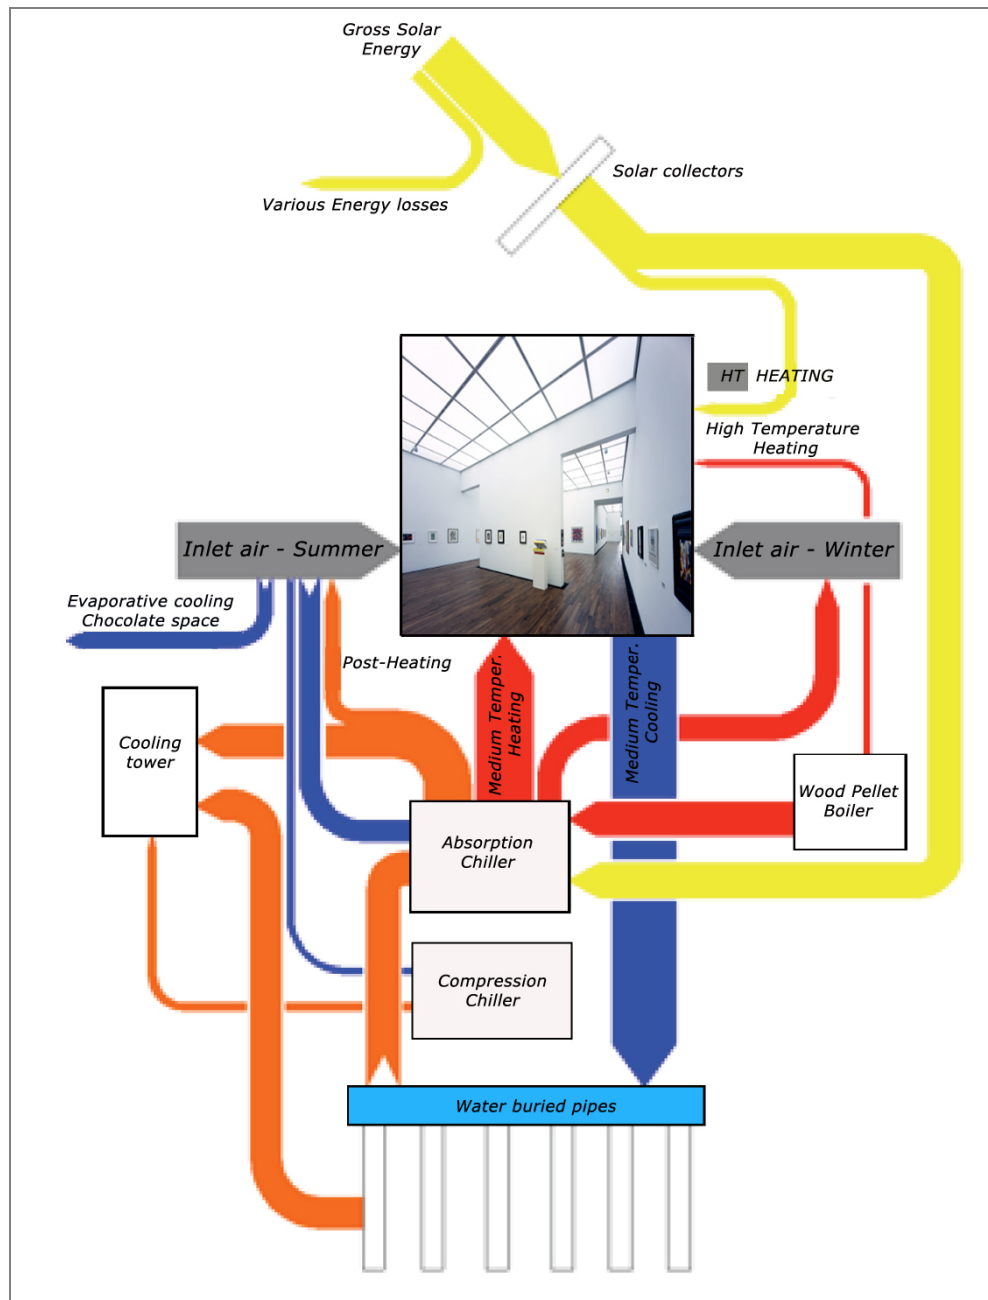 Gross Solar
Energy
Solar collectors
Various Energy losses
HT HEATING
High Temperature
Heating
Inlet air - Summer
Inlet air - Winter
Evaporative cooling
Chocolate space
Post-Heating
Medium Temper.
Heating
Medium Temper.
Cooling
Cooling
tower
Wood Pellet
Boiler
Absorption
Chiller
Compression
Chiller
Water buried pipes